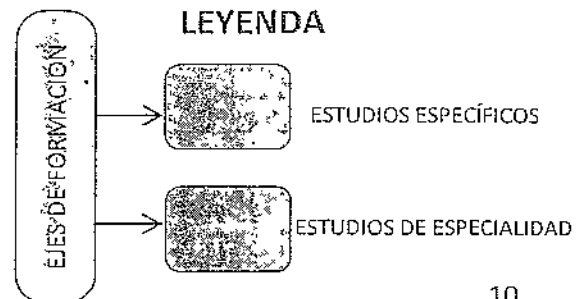 LEYENDA
EJES DE FORMACIÓN
ESTUDIOS ESPECÍFICOS
ESTUDIOS DE ESPECIALIDAD
10